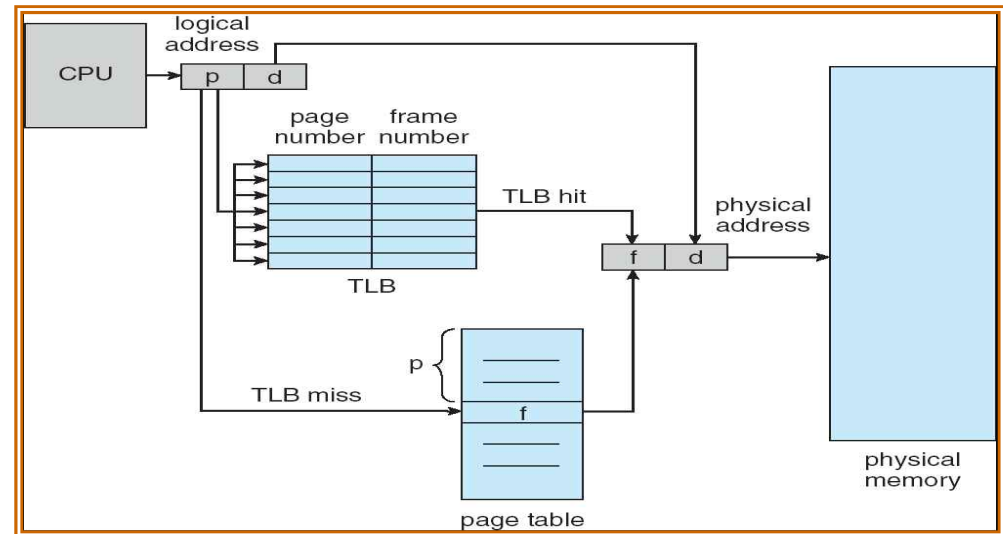 logical
address
CPU
p d
page frame
number number
TLB hit
physical
address
f d
TLB
p
TLB miss
f
physical
memory
page table